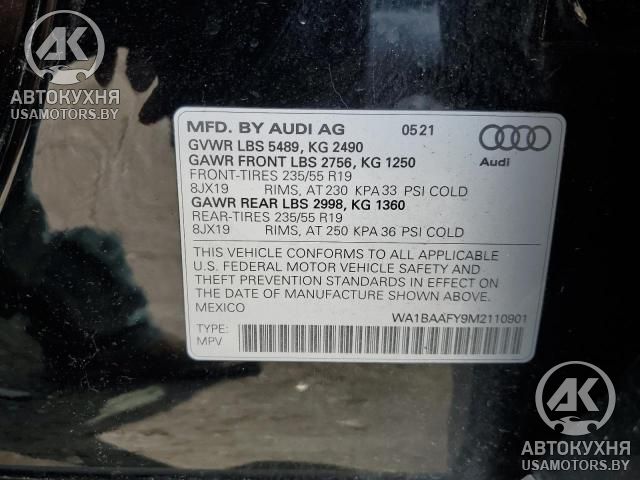 АК
АВТОКУХНЯ
USAMOTORS.BY
MFD. BY AUDI AG 0521
GVWR LBS 5489, KG 2490
GAWR FRONT LBS 2756, KG 1250
FRONT-TIRES 235/55 R19
8JX19 RIMS, AT 230 KPA 33 PSI COLD
GAWR REAR LBS 2998, KG 1360
REAR-TIRES 235/55 R19
8JX19 RIMS, AT 250 KPA 36 PSI COLD
Audi
THIS VEHICLE CONFORMS TO ALL APPLICABLE
U.S. FEDERAL MOTOR VEHICLE SAFETY AND
THEFT PREVENTION STANDARDS IN EFFECT ON
THE DATE OF MANUFACTURE SHOWN ABOVE.
MEXICO
WA1BAAFY9M2110901
TYPE:
MPV
АК
АВТОКУХНЯ
USAMOTORS.BY